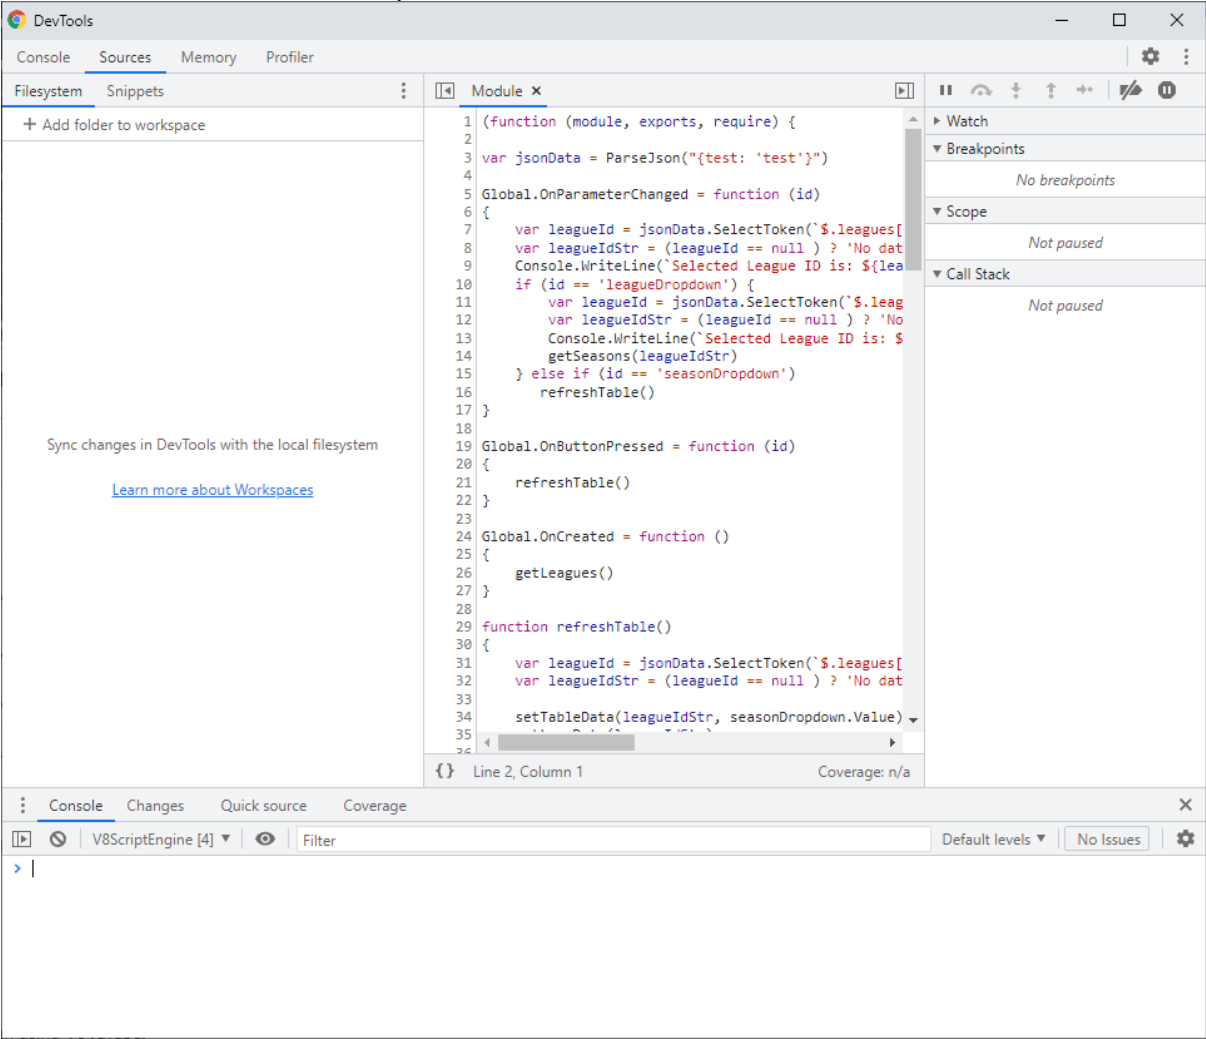 DevTools
Console Sources Memory Profiler
Filesystem Snippets
Module ×
+ Add folder to workspace
Sync changes in DevTools with the local filesystem
Learn more about Workspaces
1 (function (module, exports, require) {
2
3 var jsonData = ParseJson("{test: 'test'}")
4
5 Global.OnParameterChanged = function (id)
6 {
7 var leagueId = jsonData.SelectToken(`$.leagues[
8 var leagueIdStr = (leagueId == null ) ? 'No dat
9 Console.WriteLine(`Selected League ID is: ${lea
10 if (id == 'leagueDropdown') {
11 var leagueId = jsonData.SelectToken(`$.leag
12 var leagueIdStr = (leagueId == null ) ? 'No
13 Console.WriteLine(`Selected League ID is: $
14 getSeasons(leagueIdStr)
15 } else if (id == 'seasonDropdown')
16 refreshTable()
17 }
18
19 Global.OnButtonPressed = function (id)
20 {
21 refreshTable()
22 }
23
24 Global.OnCreated = function ()
25 {
26 getLeagues()
27 }
28
29 function refreshTable()
30 {
31 var leagueId = jsonData.SelectToken(`$.leagues[
32 var leagueIdStr = (leagueId == null ) ? 'No dat
33
34 setTableData(leagueIdStr, seasonDropdown.Value)
35
{} Line 2, Column 1 Coverage: n/a
Watch
Breakpoints
No breakpoints
Scope
Not paused
Call Stack
Not paused
Console Changes Quick source Coverage
V8ScriptEngine [4] Filter Default levels No Issues
>